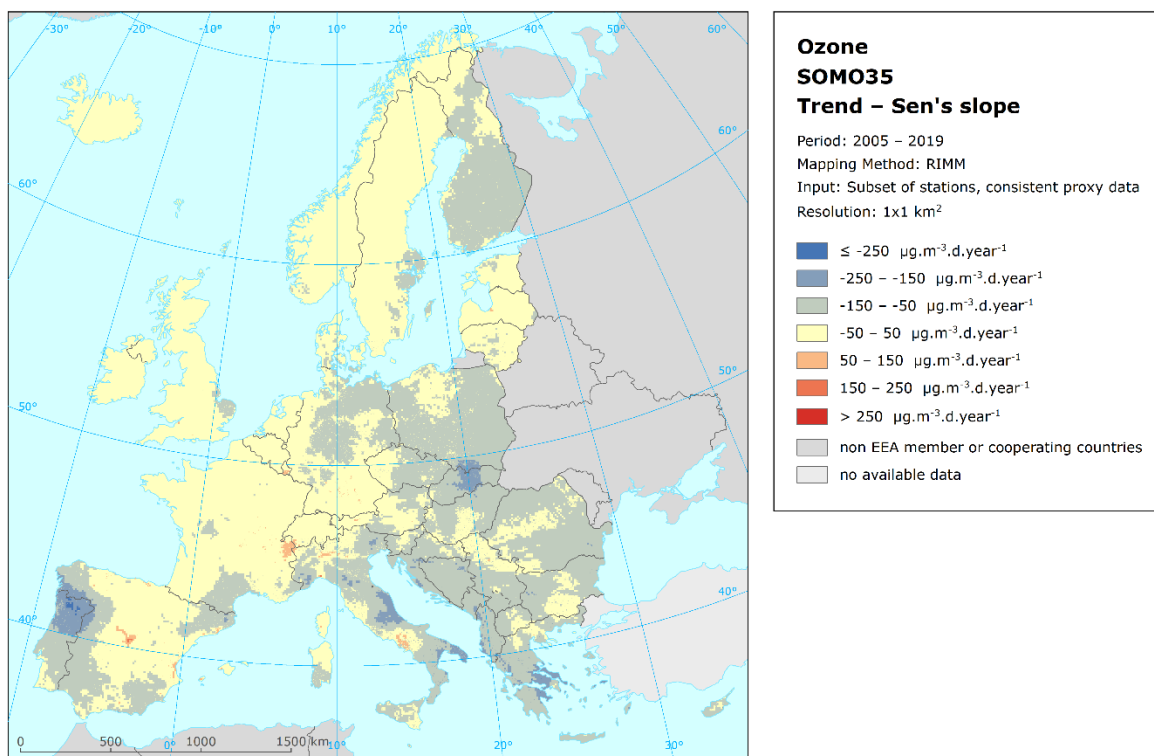 -30° -20° -10° 0° 10° 20° 30° 40° 50° 60°
60°
60°
50°
50°
40°
40°
0° 10° 20° 30°
0 500 1000 1500 km
Ozone
SOMO35
Trend – Sen's slope
Period: 2005 – 2019
Mapping Method: RIMM
Input: Subset of stations, consistent proxy data
Resolution: 1x1 km²
≤ -250 µg.m⁻³.d.year⁻¹
-250 – -150 µg.m⁻³.d.year⁻¹
-150 – -50 µg.m⁻³.d.year⁻¹
-50 – 50 µg.m⁻³.d.year⁻¹
50 – 150 µg.m⁻³.d.year⁻¹
150 – 250 µg.m⁻³.d.year⁻¹
> 250 µg.m⁻³.d.year⁻¹
non EEA member or cooperating countries
no available data